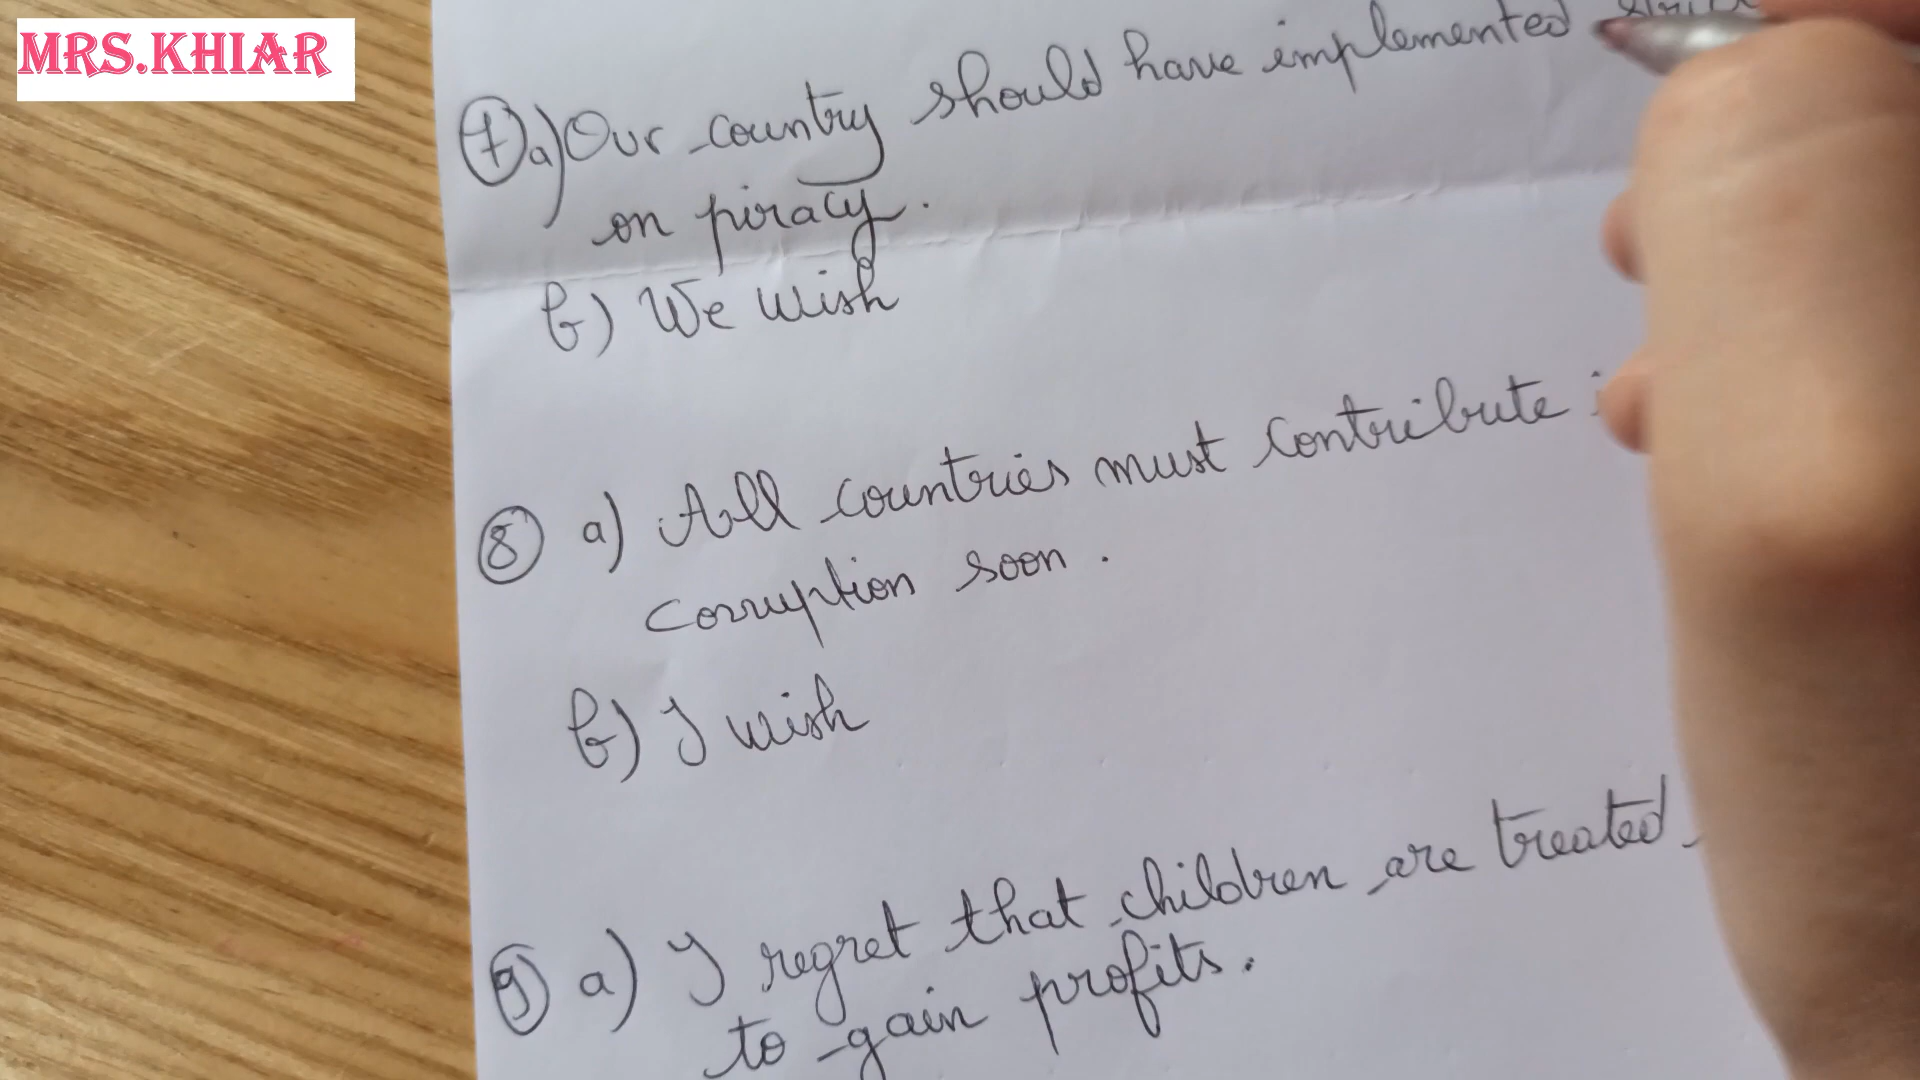 MRS.KHIAR
7 a) Our country should have implemented
on piracy.
b) We wish
8 a) All countries must contribute
corruption soon.
b) I wish
9 a) I regret that children are treated
to gain profits.